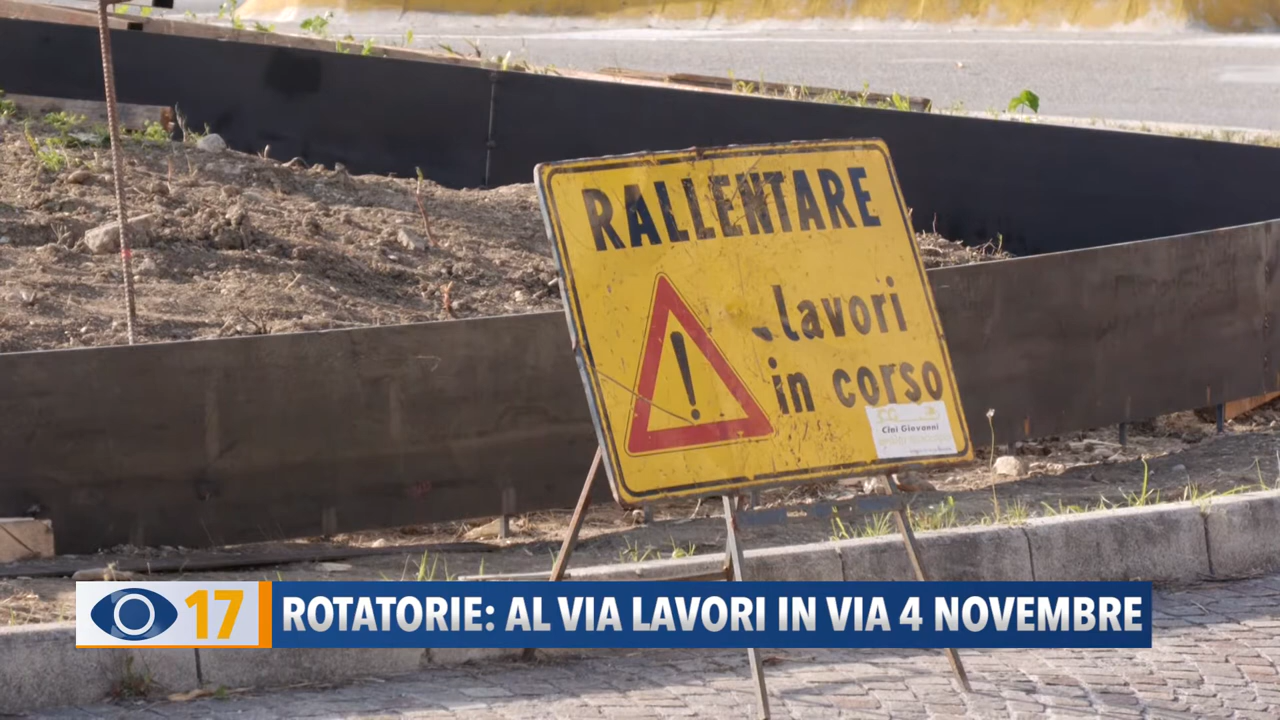 RALLENTARE
lavori
in corso
Cini Giovanni
17 ROTATORIE: AL VIA LAVORI IN VIA 4 NOVEMBRE